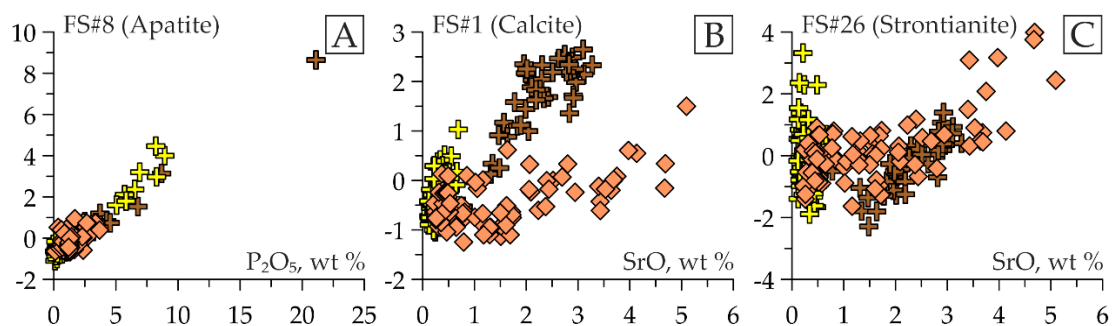 FS#8 (Apatite)
A
10
8
6
4
2
0
-2
P₂O₅, wt %
0 5 10 15 20 25
FS#1 (Calcite)
B
3
2
1
0
-1
-2
SrO, wt %
0 1 2 3 4 5 6
FS#26 (Strontianite)
C
4
2
0
-2
-4
SrO, wt %
0 1 2 3 4 5 6